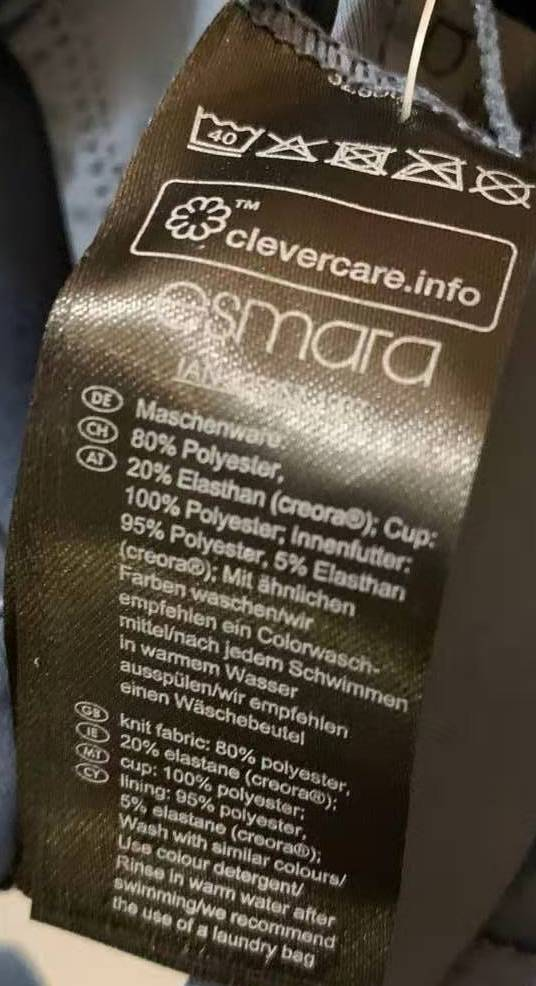 40
TM
clevercare.info
esmara
IAN
DE Maschenware:
CH 80% Polyester,
AT 20% Elasthan (creora®); Cup:
100% Polyester; Innenfutter:
95% Polyester, 5% Elasthan
(creora®); Mit ähnlichen
Farben waschen/wir
empfehlen ein Colorwasch-
mittel/nach jedem Schwimmen
in warmem Wasser
ausspülen/wir empfehlen
einen Wäschebeutel
GB knit fabric: 80% polyester,
IE 20% elastane (creora®);
MT cup: 100% polyester;
CY lining: 95% polyester,
5% elastane (creora®);
Wash with similar colours/
Use colour detergent/
Rinse in warm water after
swimming/we recommend
the use of a laundry bag